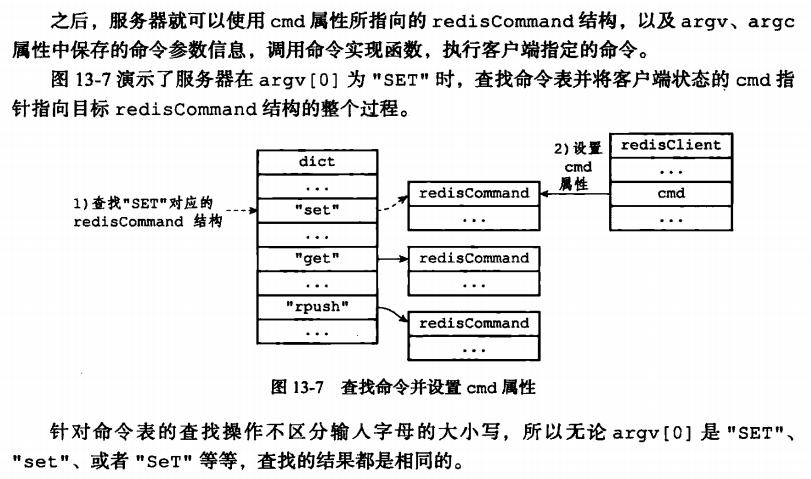 之后，服务器就可以使用 cmd 属性所指向的 redisCommand 结构，以及 argv、argc
属性中保存的命令参数信息，调用命令实现函数，执行客户端指定的命令。
图 13-7 演示了服务器在 argv[0] 为 "SET" 时，查找命令表并将客户端状态的 cmd 指
针指向目标 redisCommand 结构的整个过程。
1)查找"SET"对应的
redisCommand 结构
dict
...
"set"
...
"get"
...
"rpush"
...
redisCommand
...
redisCommand
...
redisCommand
...
2)设置
cmd
属性
redisClient
...
cmd
...
图 13-7 查找命令并设置 cmd 属性
针对命令表的查找操作不区分输入字母的大小写，所以无论 argv[0] 是 "SET"、
"set"、或者 "SeT" 等等，查找的结果都是相同的。